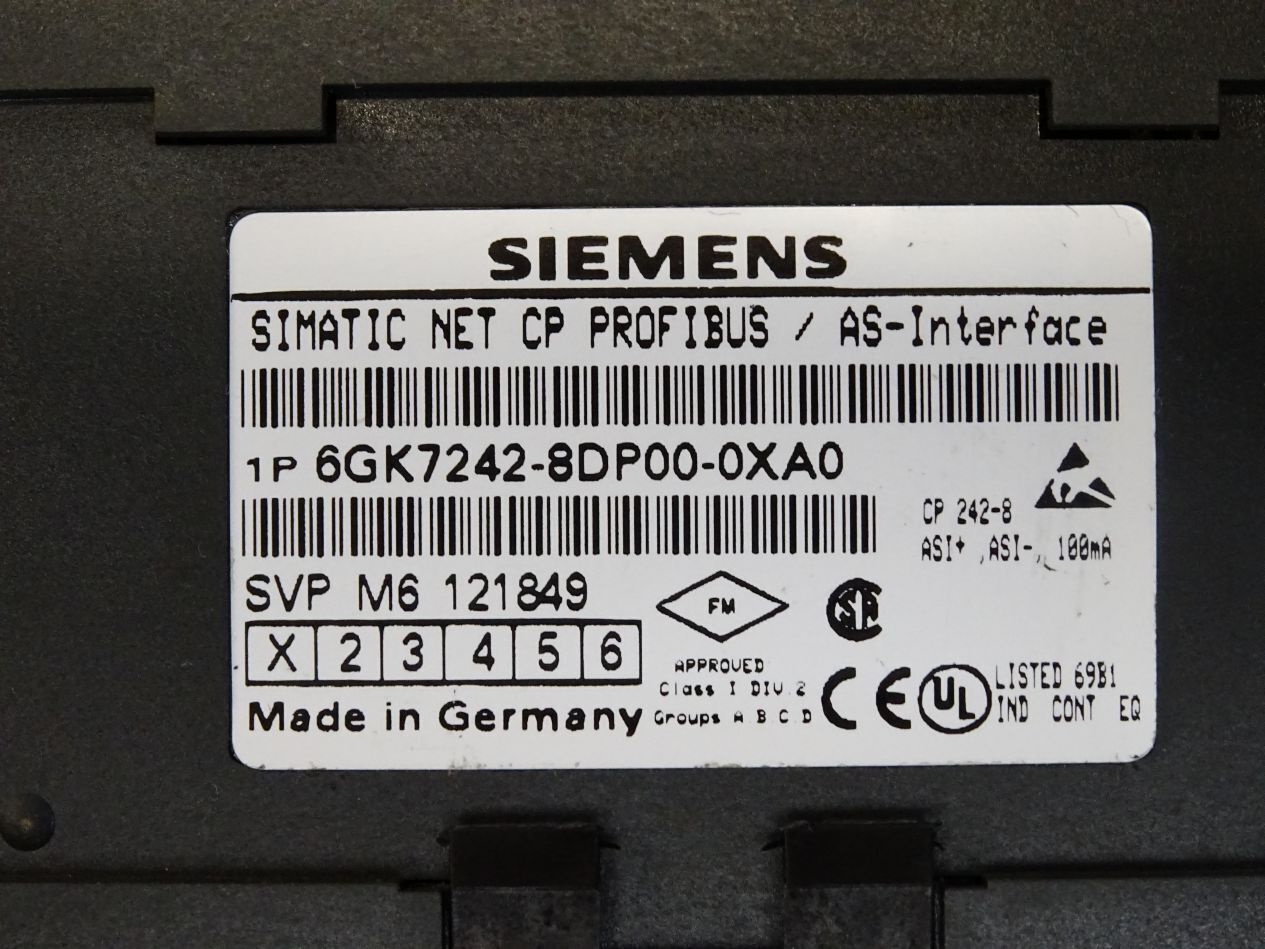 SIEMENS
SIMATIC NET CP PROFIBUS / AS-Interface
1P 6GK7242-8DP00-0XA0
CP 242-8
ASI+ ,ASI-, 100mA
SVP M6 121849
FM
SA
X 2 3 4 5 6
APPROVED
Class I DIV.2
Groups A.B.C.D
CE
UL
LISTED 69B1
IND CONT EQ
Made in Germany